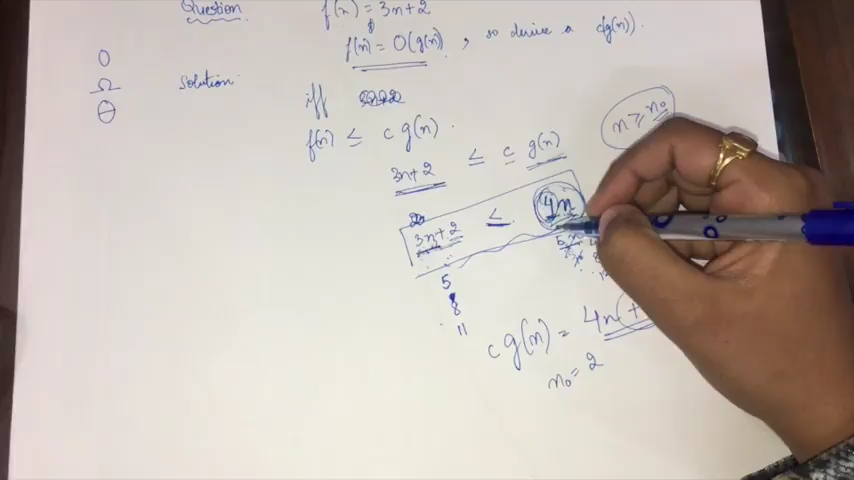 Question f(n) = 3n+2
f(n) = O(g(n)) , so derive a cg(n)).
O
Ω Solution
Θ
iff
f(n) ≤ c g(n). n ≥ n₀
3n+2 ≤ c g(n)
3n+2 ≤ 4n
5
8
11
c g(n) = 4n
n₀ = 2